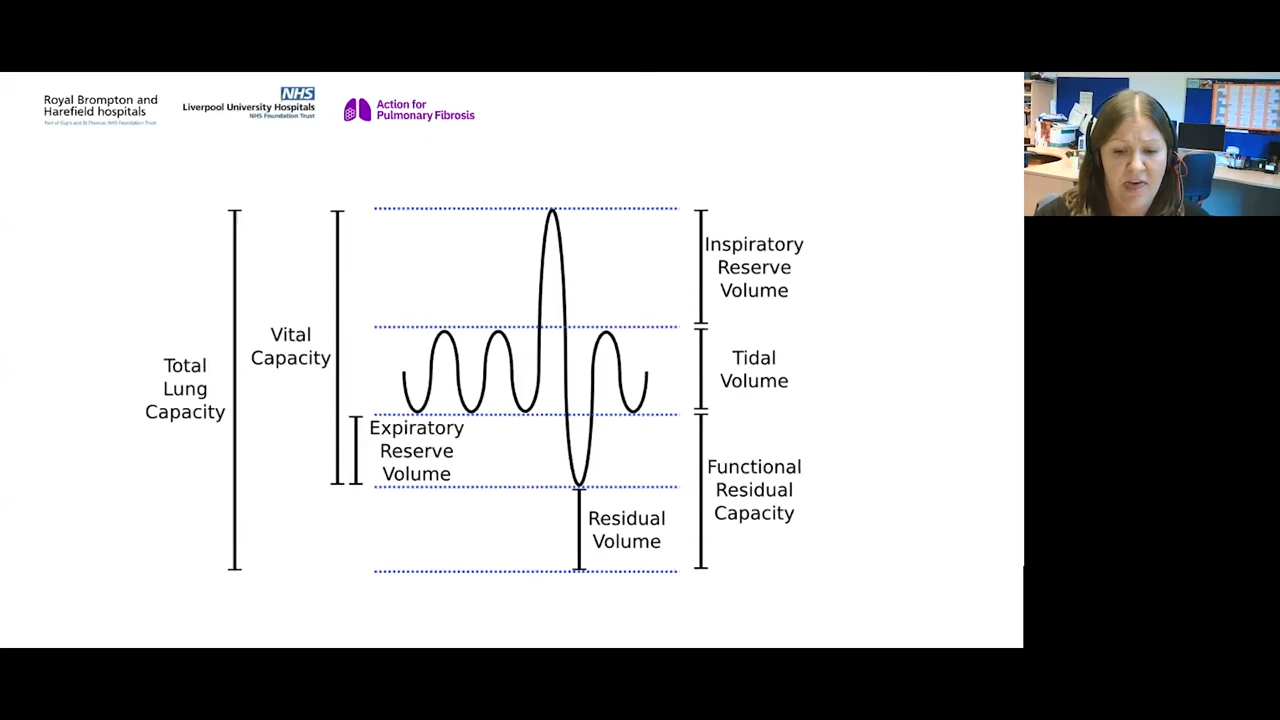 Royal Brompton and
Harefield hospitals
Part of Guy's and St Thomas' NHS Foundation Trust
NHS
Liverpool University Hospitals
NHS Foundation Trust
Action for
Pulmonary Fibrosis
Total
Lung
Capacity
Vital
Capacity
Expiratory
Reserve
Volume
Residual
Volume
Inspiratory
Reserve
Volume
Tidal
Volume
Functional
Residual
Capacity